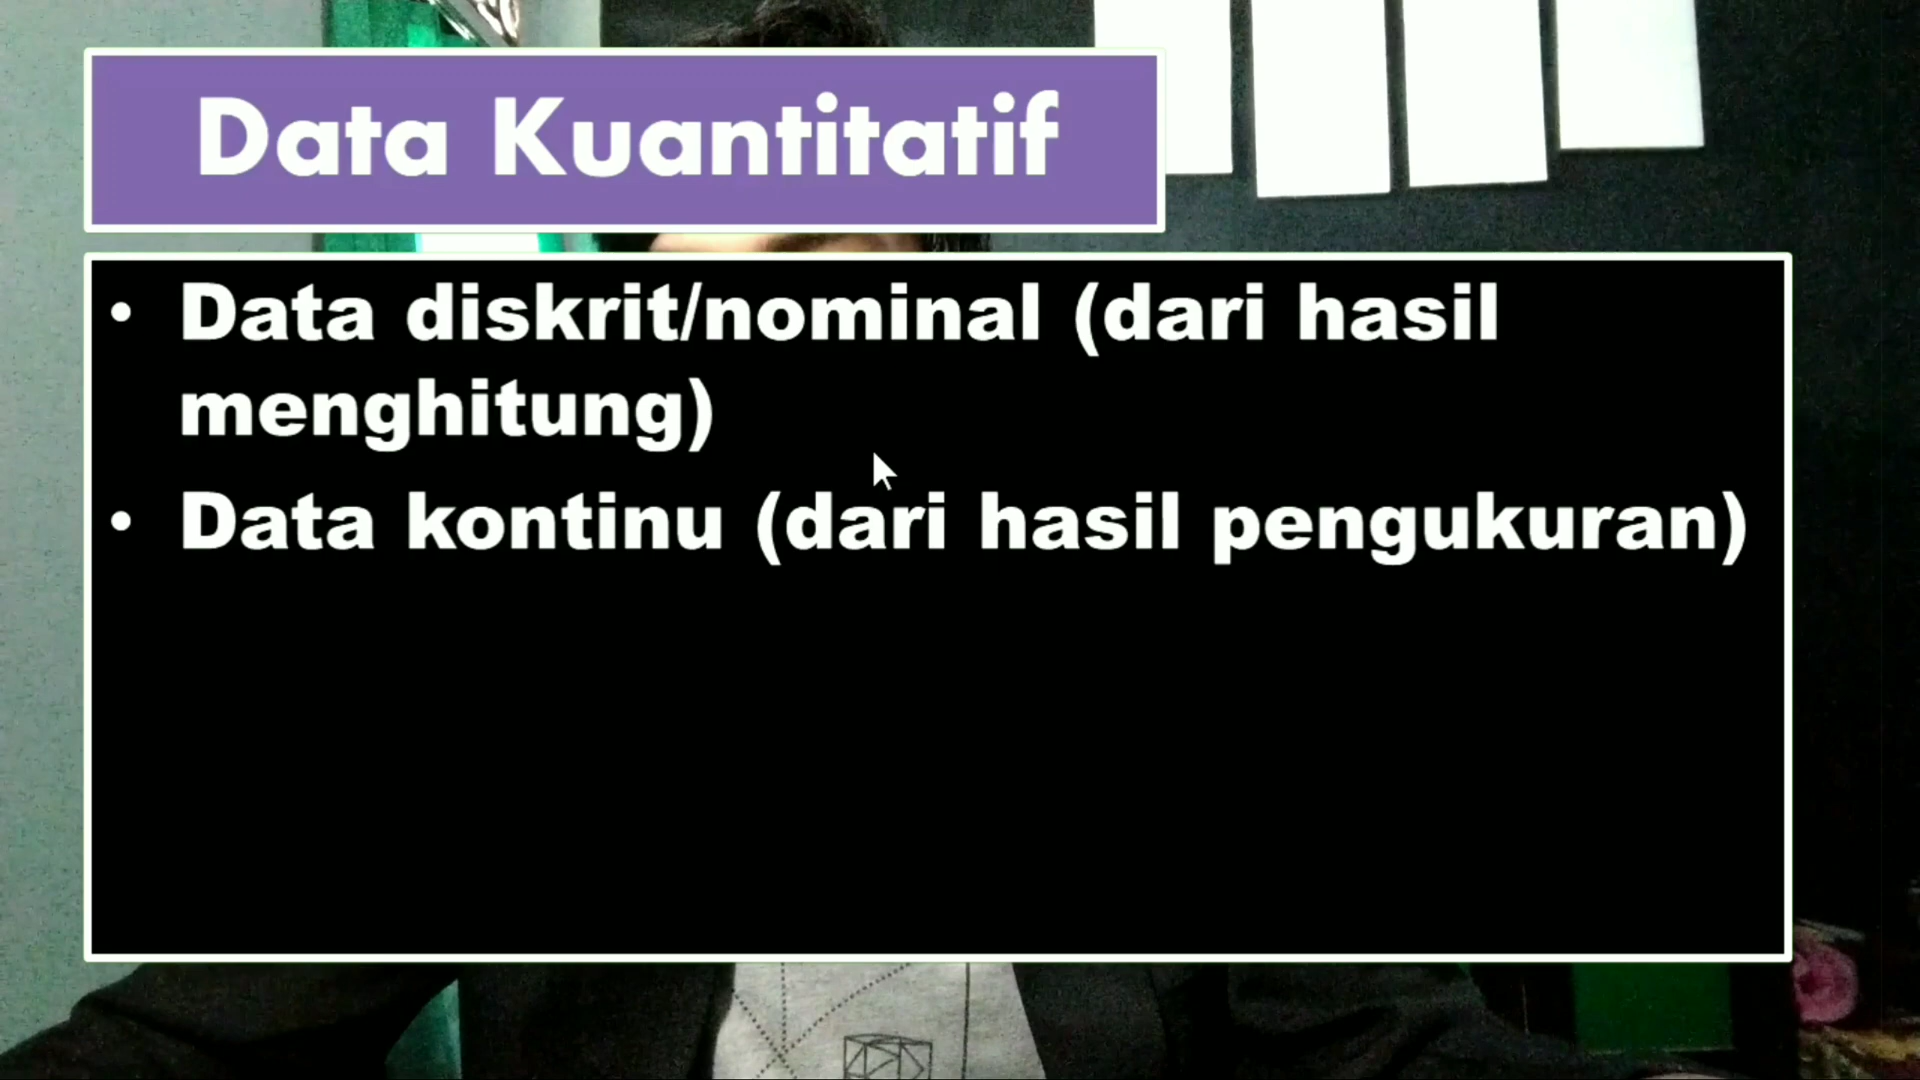 Data Kuantitatif
• Data diskrit/nominal (dari hasil
menghitung)
• Data kontinu (dari hasil pengukuran)